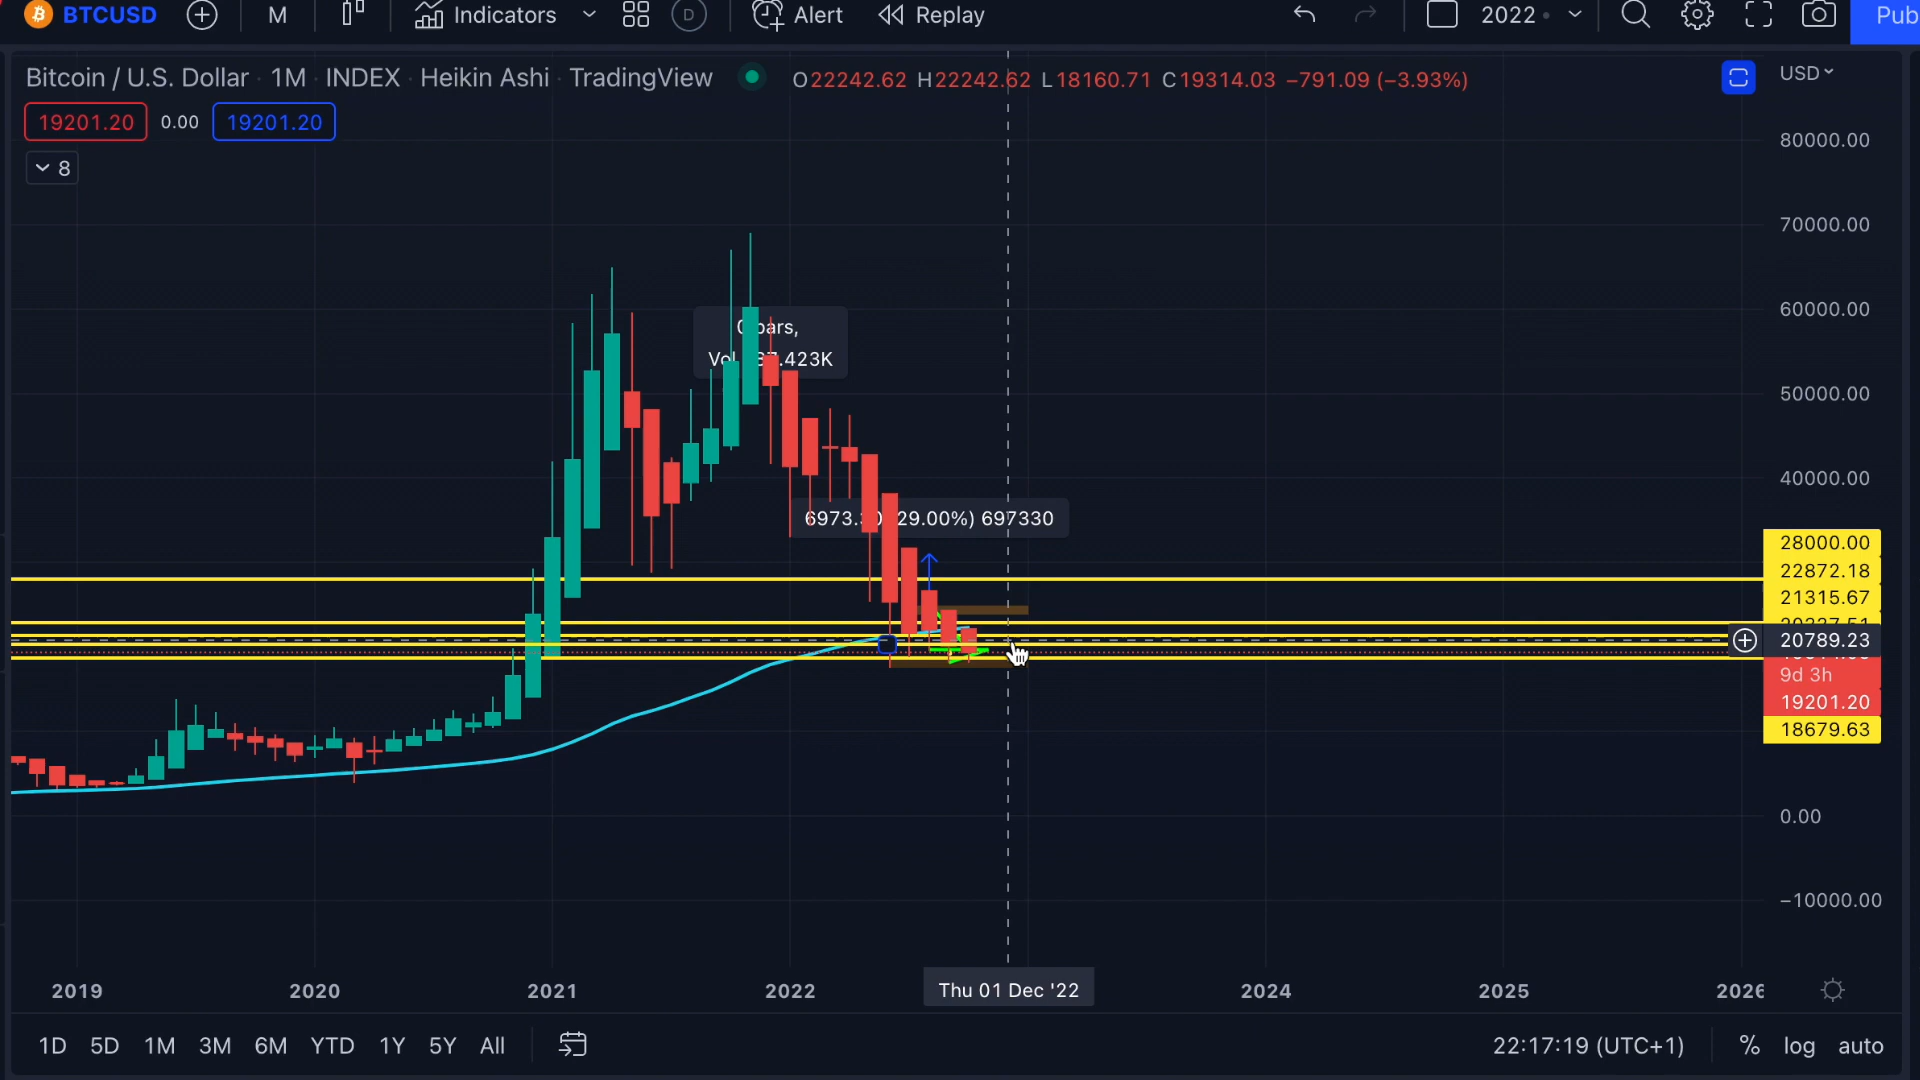 BTCUSD M Indicators D Alert Replay 2022 Pub
Bitcoin / U.S. Dollar · 1M · INDEX · Heikin Ashi · TradingView O22242.62 H22242.62 L18160.71 C19314.03 −791.09 (−3.93%) USD
19201.20 0.00 19201.20
8
80000.00
70000.00
60000.00
50000.00
40000.00
bars,
.423K
29.00%) 697330
28000.00
22872.18
21315.67
20789.23
9d 3h
19201.20
18679.63
0.00
−10000.00
2019 2020 2021 2022 Thu 01 Dec '22 2024 2025 2026
1D 5D 1M 3M 6M YTD 1Y 5Y All 22:17:19 (UTC+1) % log auto